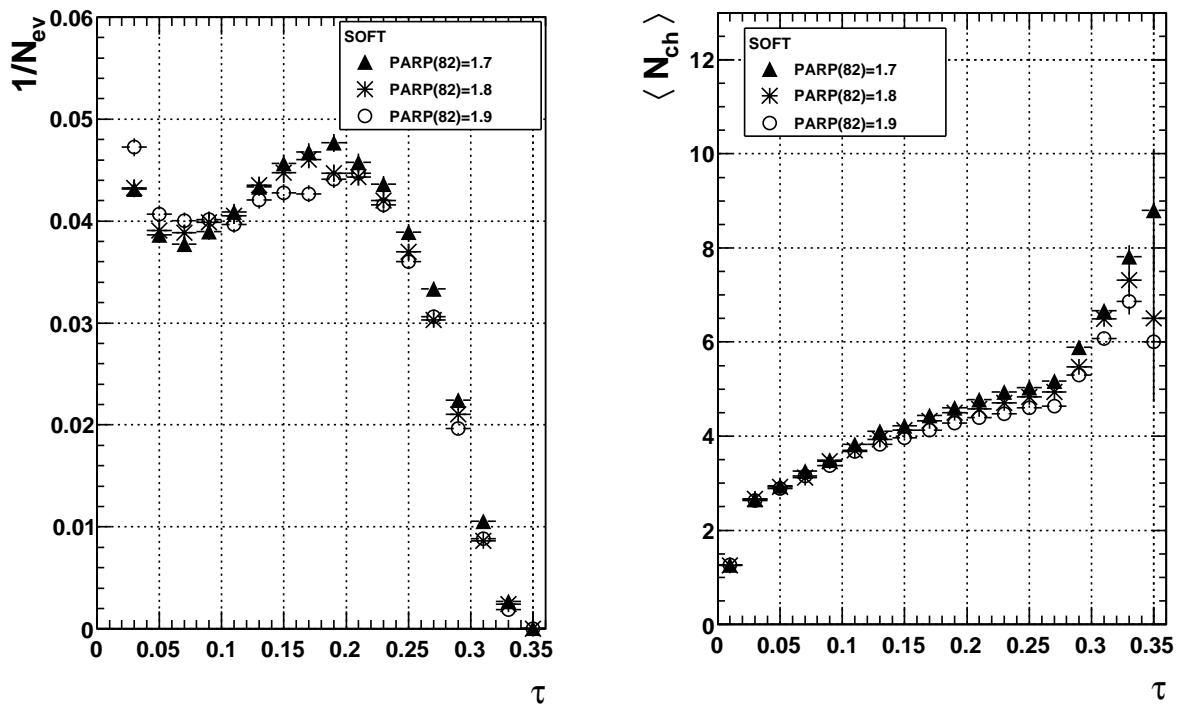 1/N_ev
0.06
0.05
0.04
0.03
0.02
0.01
0
SOFT
PARP(82)=1.7
PARP(82)=1.8
PARP(82)=1.9
0 0.05 0.1 0.15 0.2 0.25 0.3 0.35
τ
⟨ N_ch ⟩
12
10
8
6
4
2
0
SOFT
PARP(82)=1.7
PARP(82)=1.8
PARP(82)=1.9
0 0.05 0.1 0.15 0.2 0.25 0.3 0.35
τ